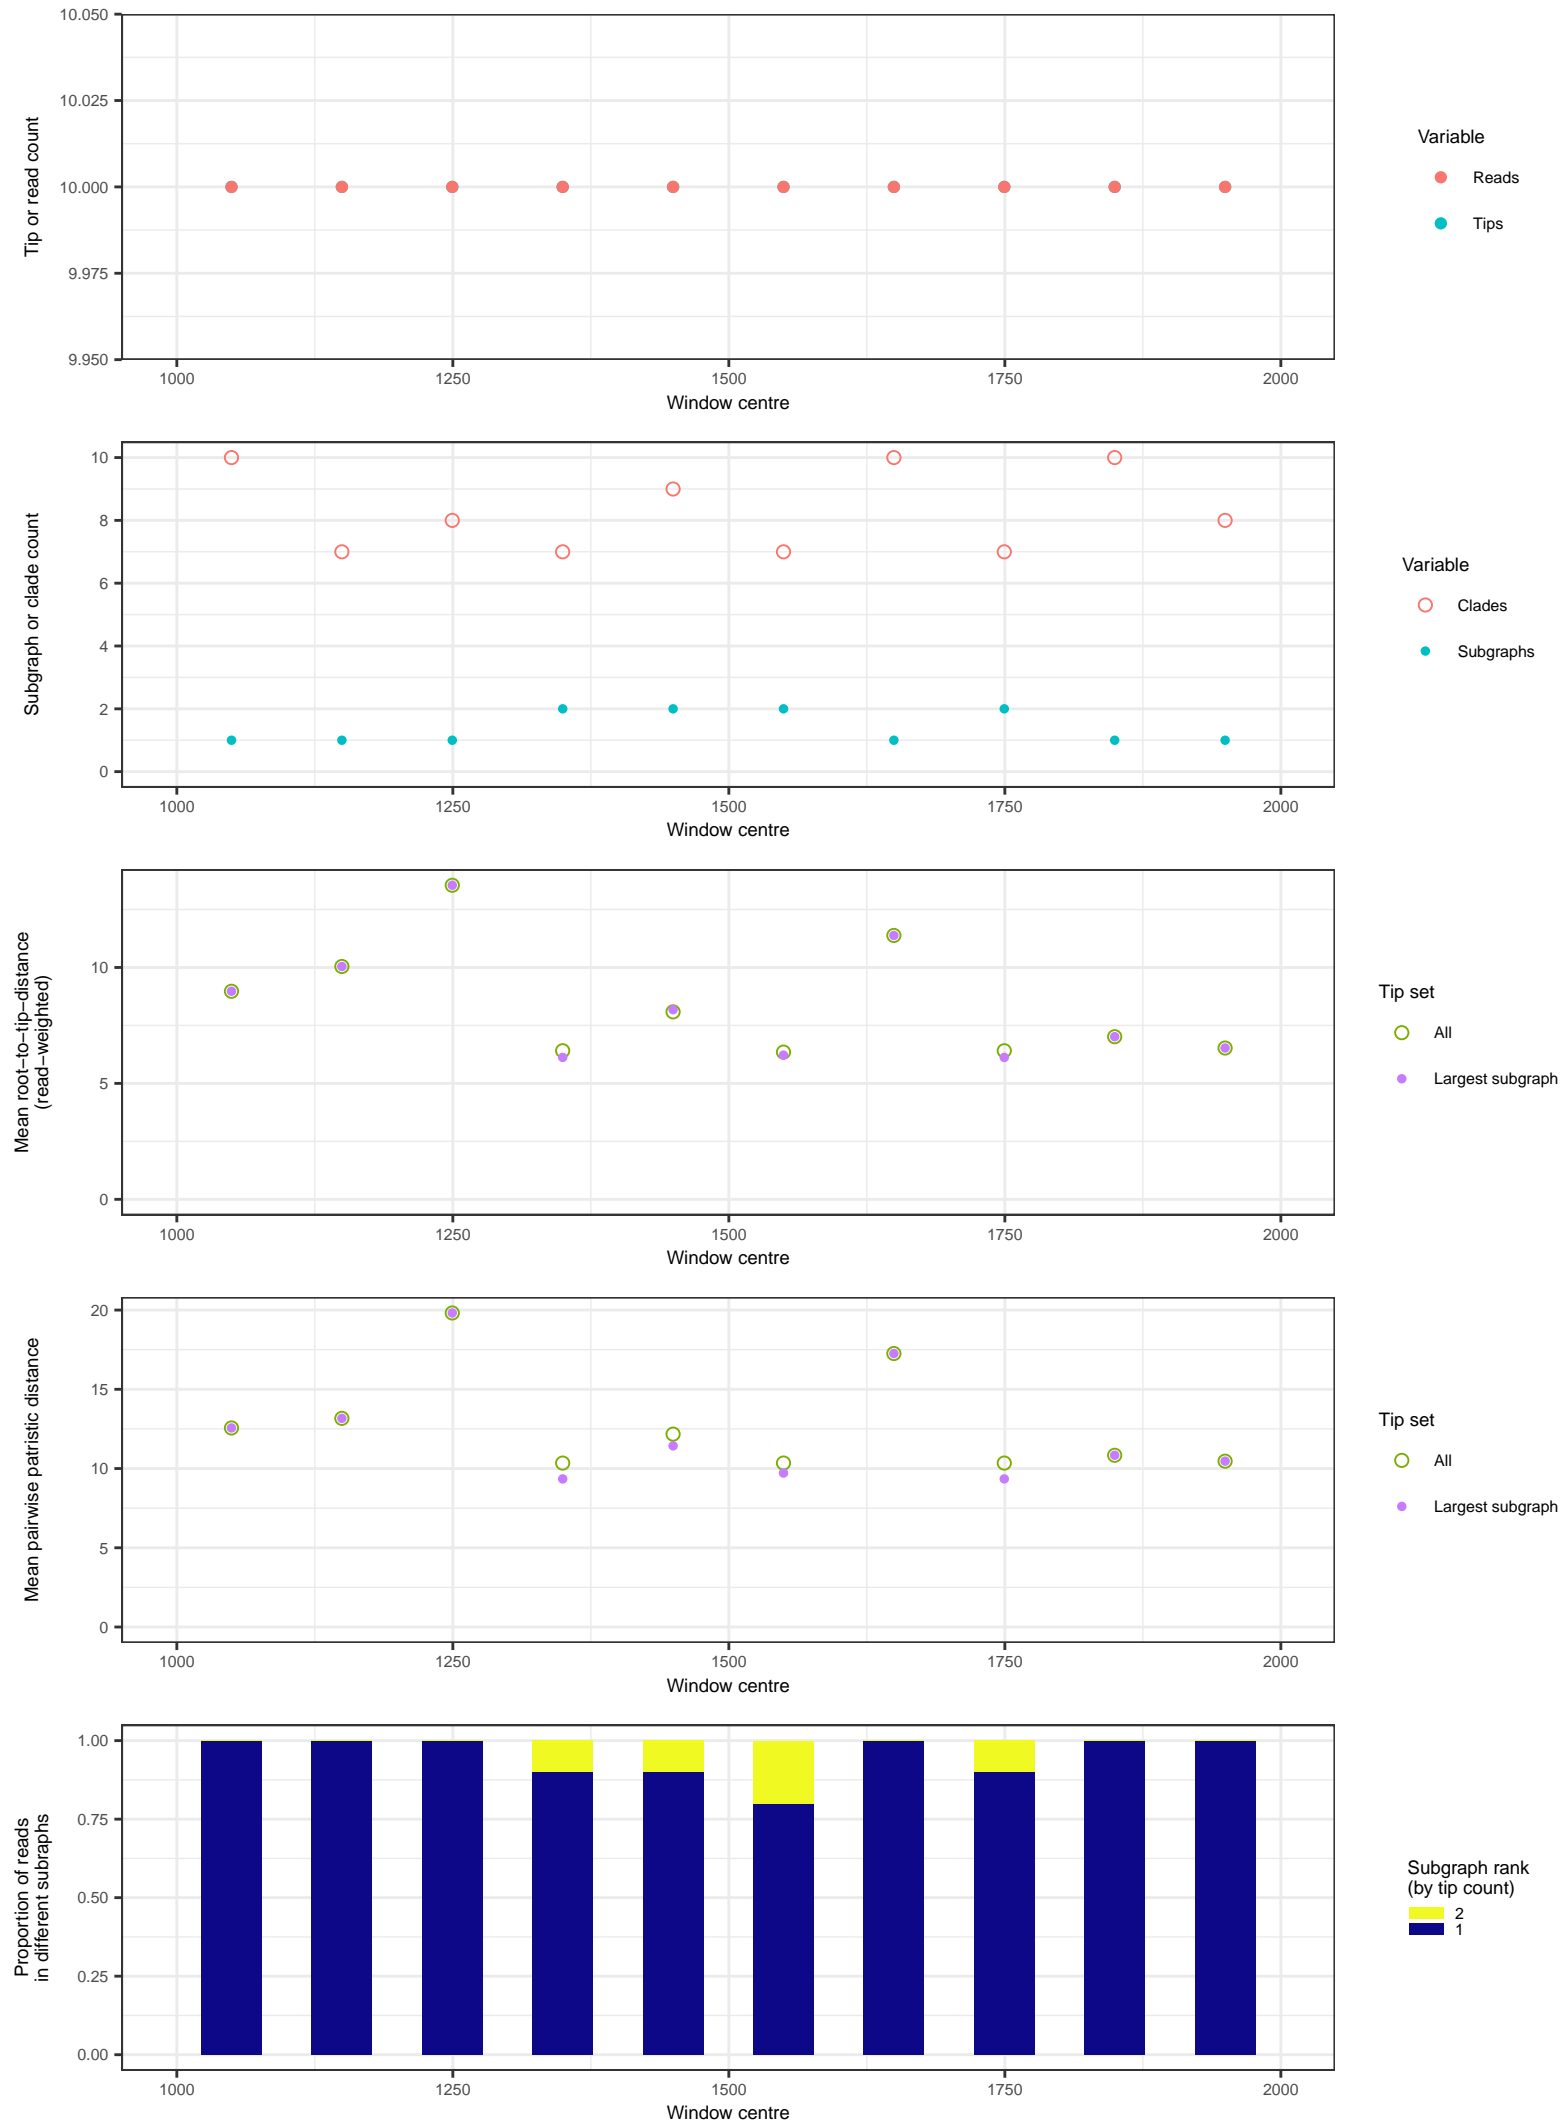 10.050
10.025
10.000
9.975
9.950
Tip or read count
1000
1250
1500
1750
2000
Window centre
Variable
Reads
Tips
10
8
6
4
2
0
Subgraph or clade count
1000
1250
1500
1750
2000
Window centre
Variable
Clades
Subgraphs
10
5
0
Mean root−to−tip−distance
(read−weighted)
1000
1250
1500
1750
2000
Window centre
Tip set
All
Largest subgraph
20
15
10
5
0
Mean pairwise patristic distance
1000
1250
1500
1750
2000
Window centre
Tip set
All
Largest subgraph
1.00
0.75
0.50
0.25
0.00
Proportion of reads
in different subraphs
1000
1250
1500
1750
2000
Window centre
Subgraph rank
(by tip count)
2
1